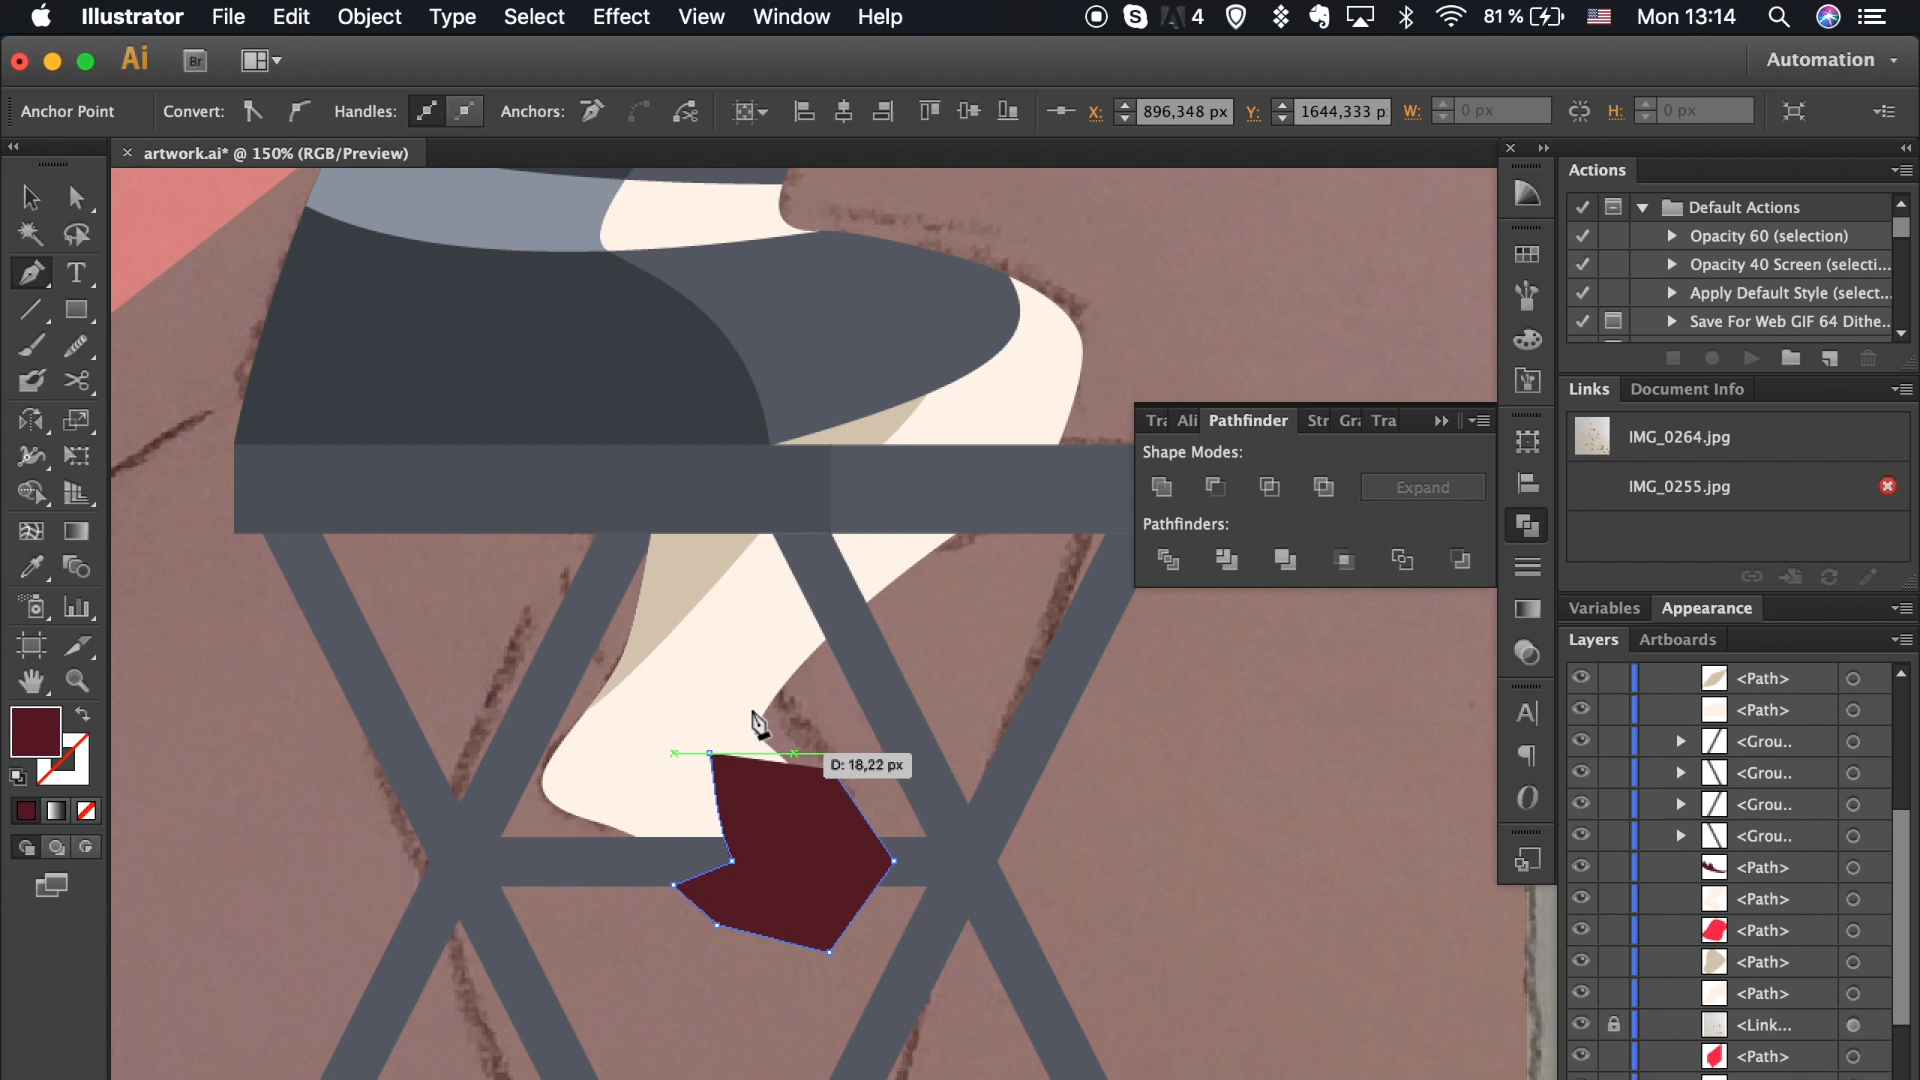 Illustrator File Edit Object Type Select Effect View Window Help 4 81 % Mon 13:14
Ai Br Automation
Anchor Point Convert: Handles: Anchors: X: 896,348 px Y: 1644,333 p W: 0 px H: 0 px
artwork.ai* @ 150% (RGB/Preview)
Actions
Default Actions
Opacity 60 (selection)
Opacity 40 Screen (selecti...
Apply Default Style (select...
Save For Web GIF 64 Dithe...
Links Document Info
IMG_0264.jpg
IMG_0255.jpg
Tra Ali Pathfinder Str Gra Tra
Shape Modes:
Expand
Pathfinders:
Variables Appearance
Layers Artboards
<Path>
<Path>
<Grou..
<Grou..
<Grou..
<Grou..
<Path>
<Path>
<Path>
<Path>
<Path>
<Link...
<Path>
D: 18,22 px